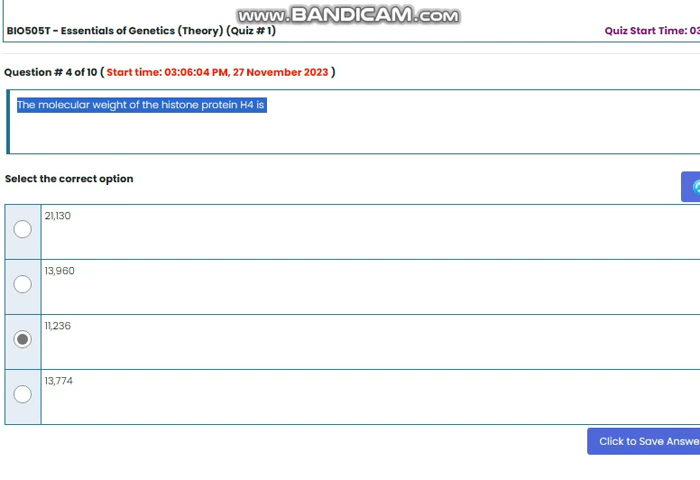 www.BANDICAM.com
BIO505T - Essentials of Genetics (Theory) (Quiz # 1)
Quiz Start Time: 03
Question # 4 of 10 ( Start time: 03:06:04 PM, 27 November 2023 )
The molecular weight of the histone protein H4 is
Select the correct option
21,130
13,960
11,236
13,774
Click to Save Answe